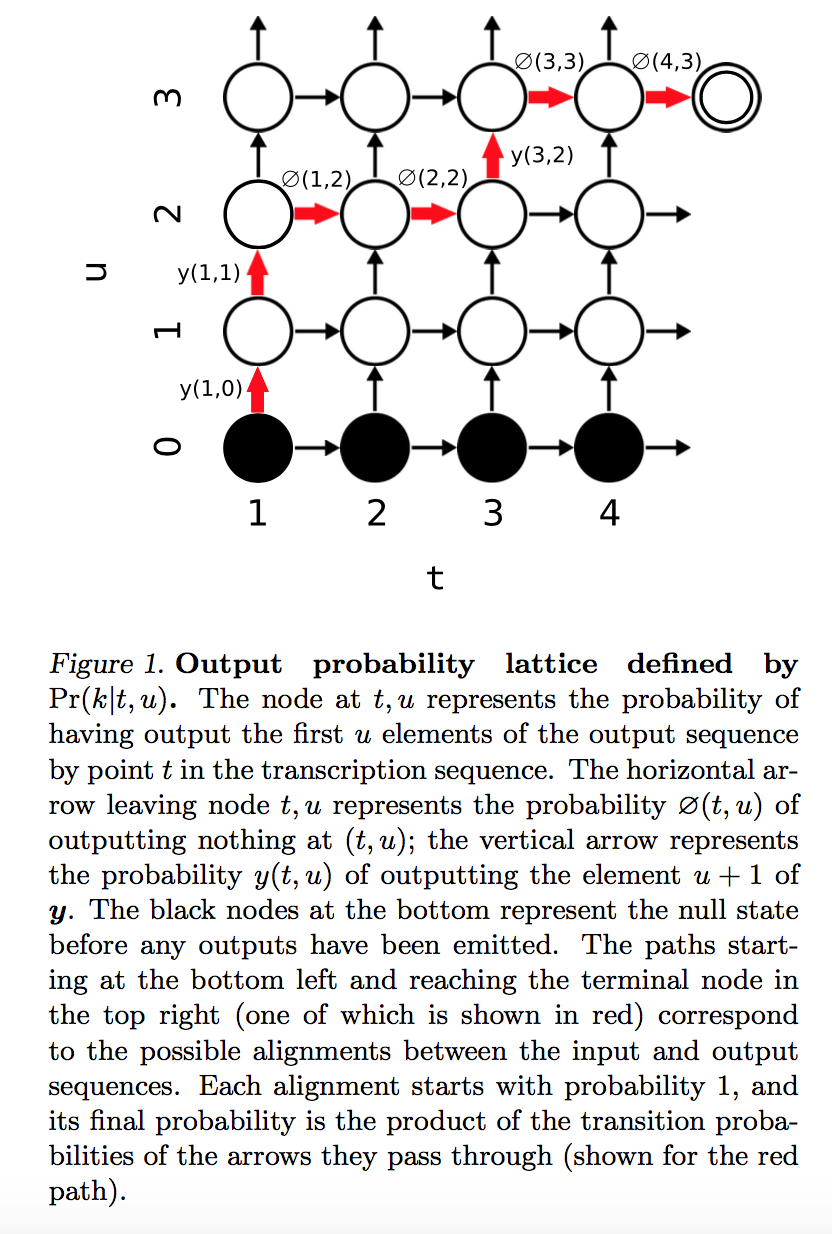 ∅(3,3) ∅(4,3)
3
y(3,2)
∅(1,2) ∅(2,2)
2
u
y(1,1)
1
y(1,0)
0
1 2 3 4
t
Figure 1. Output probability lattice defined by
Pr(k|t, u). The node at t, u represents the probability of
having output the first u elements of the output sequence
by point t in the transcription sequence. The horizontal ar-
row leaving node t, u represents the probability ∅(t, u) of
outputting nothing at (t, u); the vertical arrow represents
the probability y(t, u) of outputting the element u + 1 of
y. The black nodes at the bottom represent the null state
before any outputs have been emitted. The paths start-
ing at the bottom left and reaching the terminal node in
the top right (one of which is shown in red) correspond
to the possible alignments between the input and output
sequences. Each alignment starts with probability 1, and
its final probability is the product of the transition proba-
bilities of the arrows they pass through (shown for the red
path).